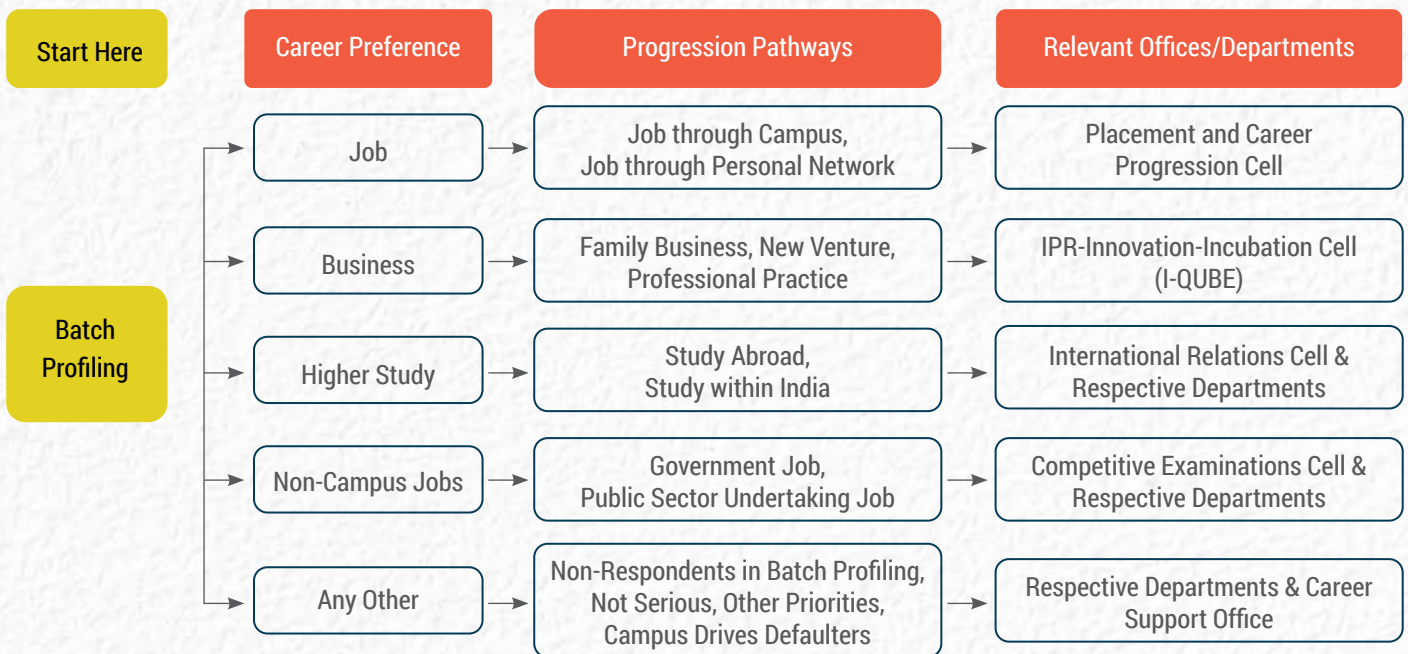 Start Here
Career Preference
Progression Pathways
Relevant Offices/Departments
Batch
Profiling
Job
Job through Campus,
Job through Personal Network
Placement and Career
Progression Cell
Business
Family Business, New Venture,
Professional Practice
IPR-Innovation-Incubation Cell
(I-QUBE)
Higher Study
Study Abroad,
Study within India
International Relations Cell &
Respective Departments
Non-Campus Jobs
Government Job,
Public Sector Undertaking Job
Competitive Examinations Cell &
Respective Departments
Any Other
Non-Respondents in Batch Profiling,
Not Serious, Other Priorities,
Campus Drives Defaulters
Respective Departments & Career
Support Office